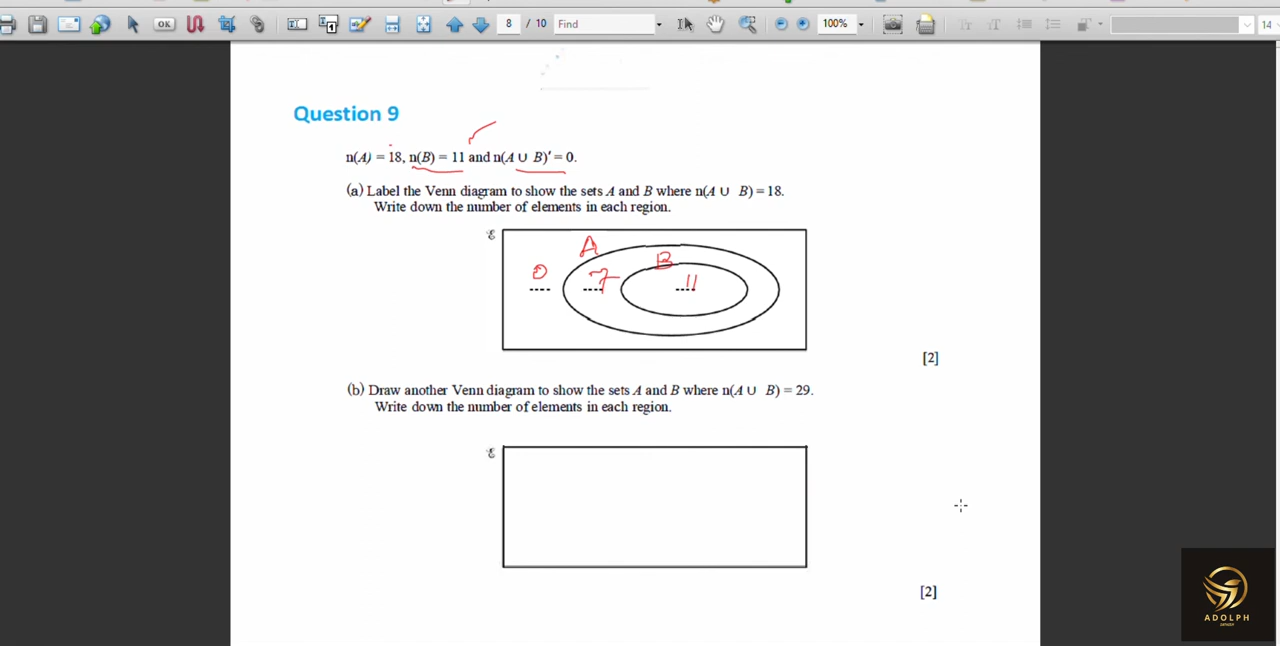 OK
8 / 10
Find
100%
14
Question 9
n(A) = 18, n(B) = 11 and n(A ∪ B)′ = 0.
(a) Label the Venn diagram to show the sets A and B where n(A ∪ B) = 18.
Write down the number of elements in each region.
ℰ
A
B
0
7
11
[2]
(b) Draw another Venn diagram to show the sets A and B where n(A ∪ B) = 29.
Write down the number of elements in each region.
ℰ
[2]
ADOLPH